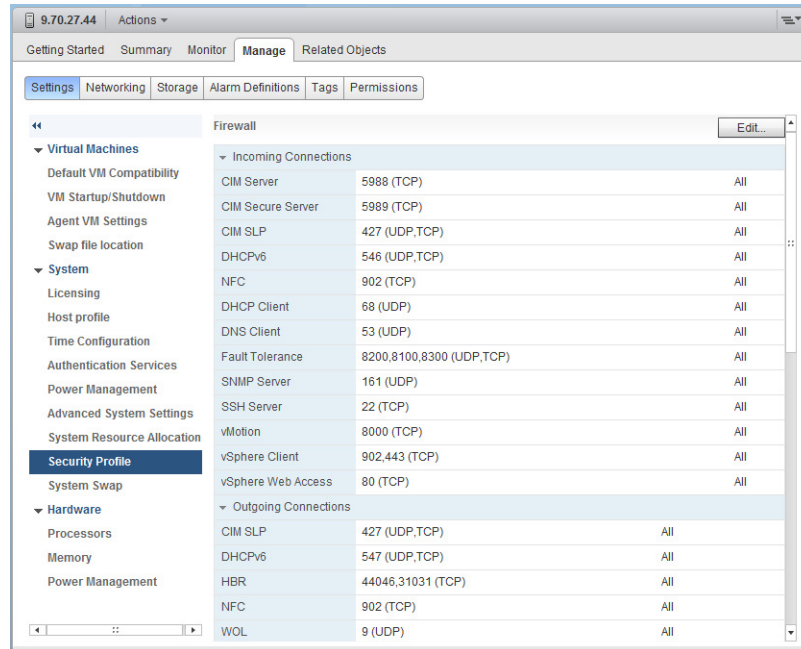 9.70.27.44 Actions
Getting Started Summary Monitor Manage Related Objects
Settings Networking Storage Alarm Definitions Tags Permissions
Virtual Machines
Default VM Compatibility
VM Startup/Shutdown
Agent VM Settings
Swap file location
System
Licensing
Host profile
Time Configuration
Authentication Services
Power Management
Advanced System Settings
System Resource Allocation
Security Profile
System Swap
Hardware
Processors
Memory
Power Management
Firewall Edit...
Incoming Connections
CIM Server 5988 (TCP) All
CIM Secure Server 5989 (TCP) All
CIM SLP 427 (UDP,TCP) All
DHCPv6 546 (UDP,TCP) All
NFC 902 (TCP) All
DHCP Client 68 (UDP) All
DNS Client 53 (UDP) All
Fault Tolerance 8200,8100,8300 (UDP,TCP) All
SNMP Server 161 (UDP) All
SSH Server 22 (TCP) All
vMotion 8000 (TCP) All
vSphere Client 902,443 (TCP) All
vSphere Web Access 80 (TCP) All
Outgoing Connections
CIM SLP 427 (UDP,TCP) All
DHCPv6 547 (UDP,TCP) All
HBR 44046,31031 (TCP) All
NFC 902 (TCP) All
WOL 9 (UDP) All